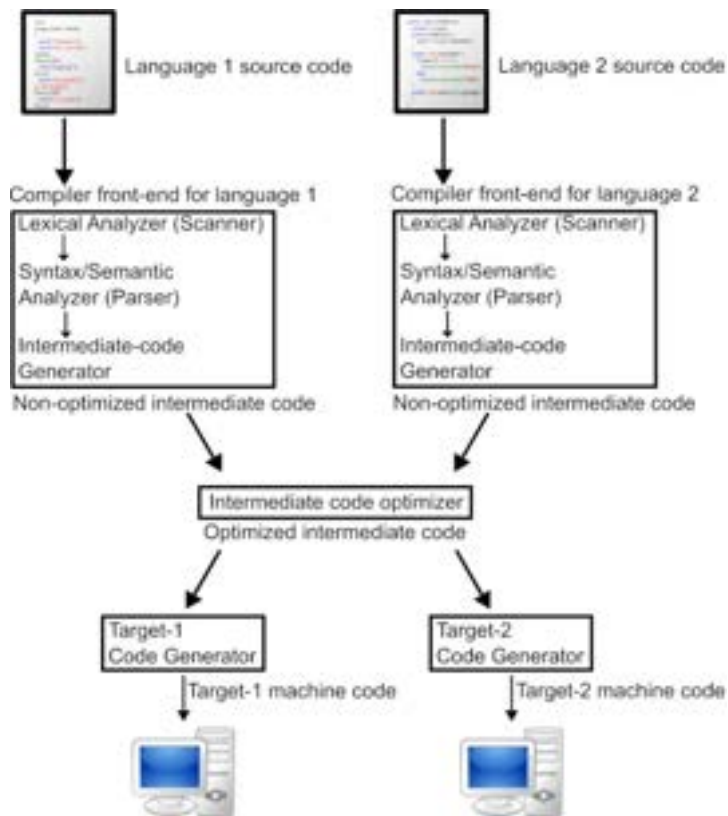 Language 1 source code
Language 2 source code
Compiler front-end for language 1
Lexical Analyzer (Scanner)
Syntax/Semantic
Analyzer (Parser)
Intermediate-code
Generator
Non-optimized intermediate code
Compiler front-end for language 2
Lexical Analyzer (Scanner)
Syntax/Semantic
Analyzer (Parser)
Intermediate-code
Generator
Non-optimized intermediate code
Intermediate code optimizer
Optimized intermediate code
Target-1
Code Generator
Target-1 machine code
Target-2
Code Generator
Target-2 machine code